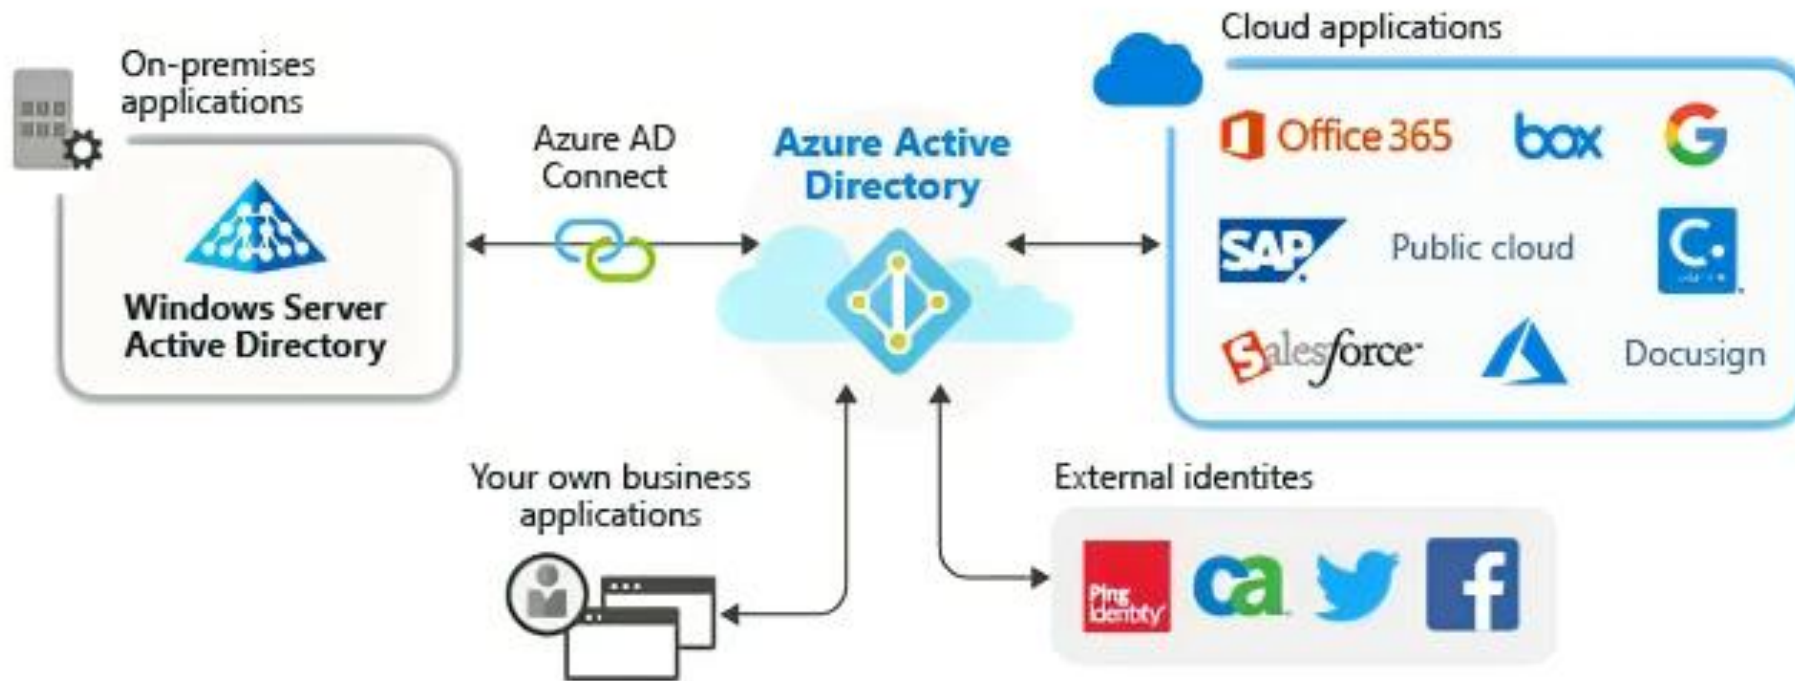 On-premises
applications
Windows Server
Active Directory
Azure AD
Connect
Azure Active
Directory
Cloud applications
Office 365
box
G
SAP
Public cloud
C.
Salesforce
Docusign
Your own business
applications
External identites
Ping
Identity
ca
f